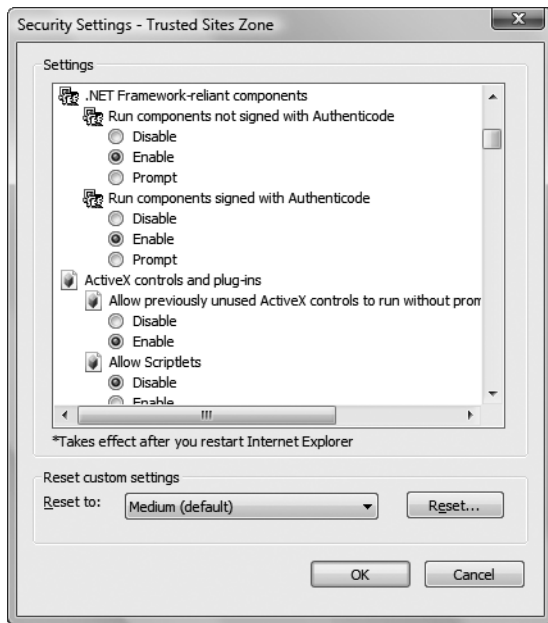 Security Settings - Trusted Sites Zone
Settings
.NET Framework-reliant components
Run components not signed with Authenticode
Disable
Enable
Prompt
Run components signed with Authenticode
Disable
Enable
Prompt
ActiveX controls and plug-ins
Allow previously unused ActiveX controls to run without prom
Disable
Enable
Allow Scriptlets
Disable
Enable
*Takes effect after you restart Internet Explorer
Reset custom settings
Reset to: Medium (default) Reset...
OK Cancel